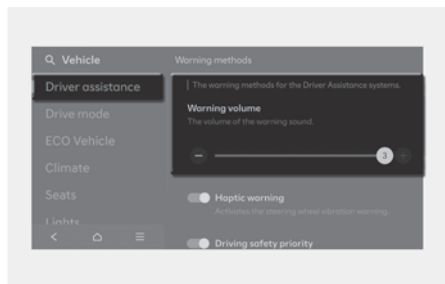 Vehicle
Warning methods
Driver assistance
The warning methods for the Driver Assistance systems.
Drive mode
Warning volume
The volume of the warning sound.
ECO Vehicle
3
Climate
Seats
Haptic warning
Activates the steering wheel vibration warning.
Lights
Driving safety priority